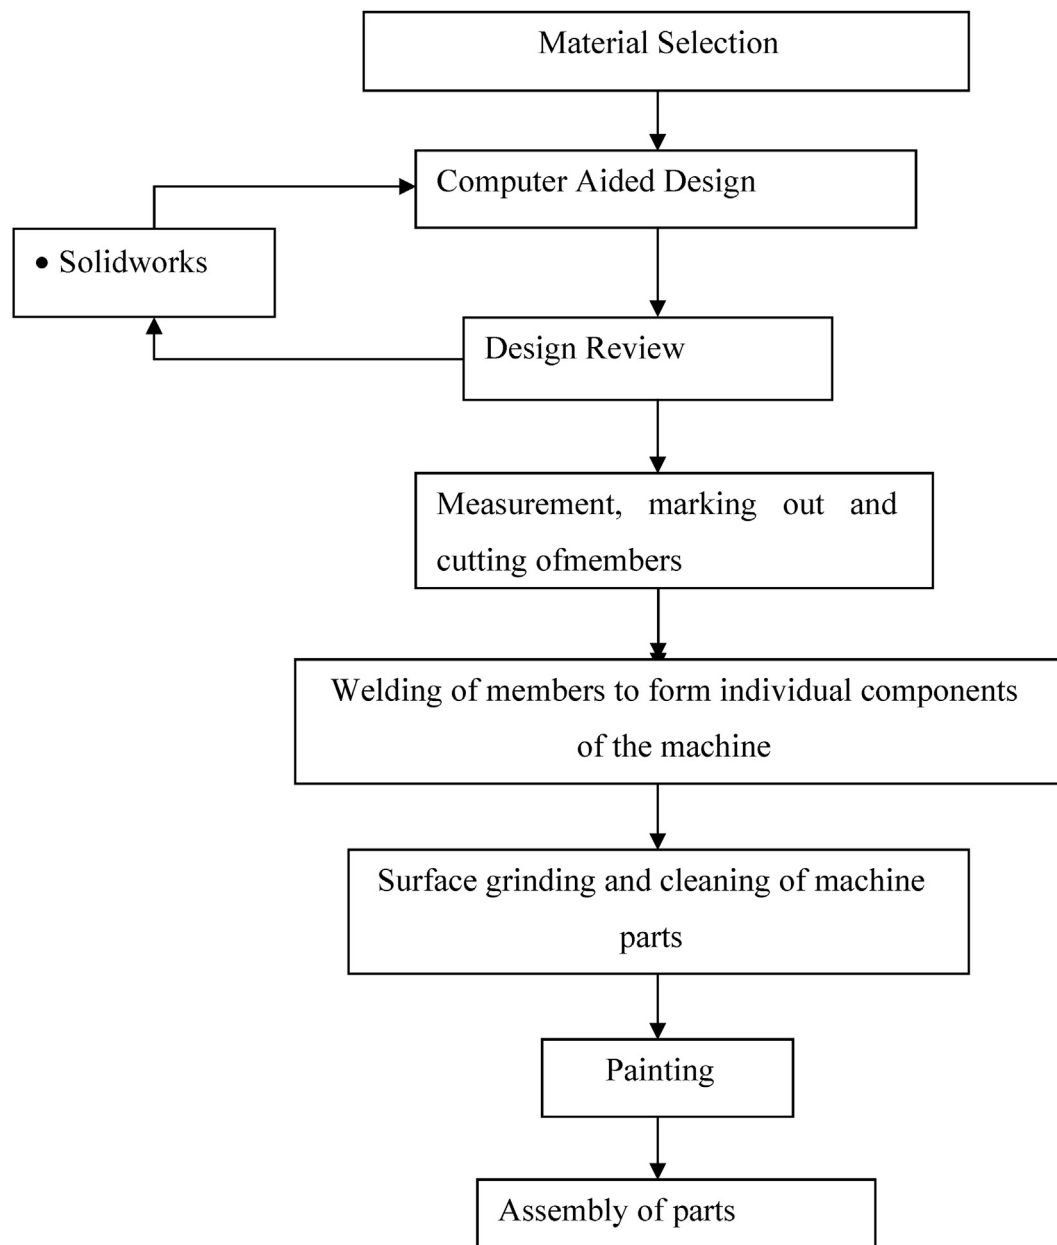 Material Selection
Computer Aided Design
• Solidworks
Design Review
Measurement, marking out and
cutting ofmembers
Welding of members to form individual components
of the machine
Surface grinding and cleaning of machine
parts
Painting
Assembly of parts